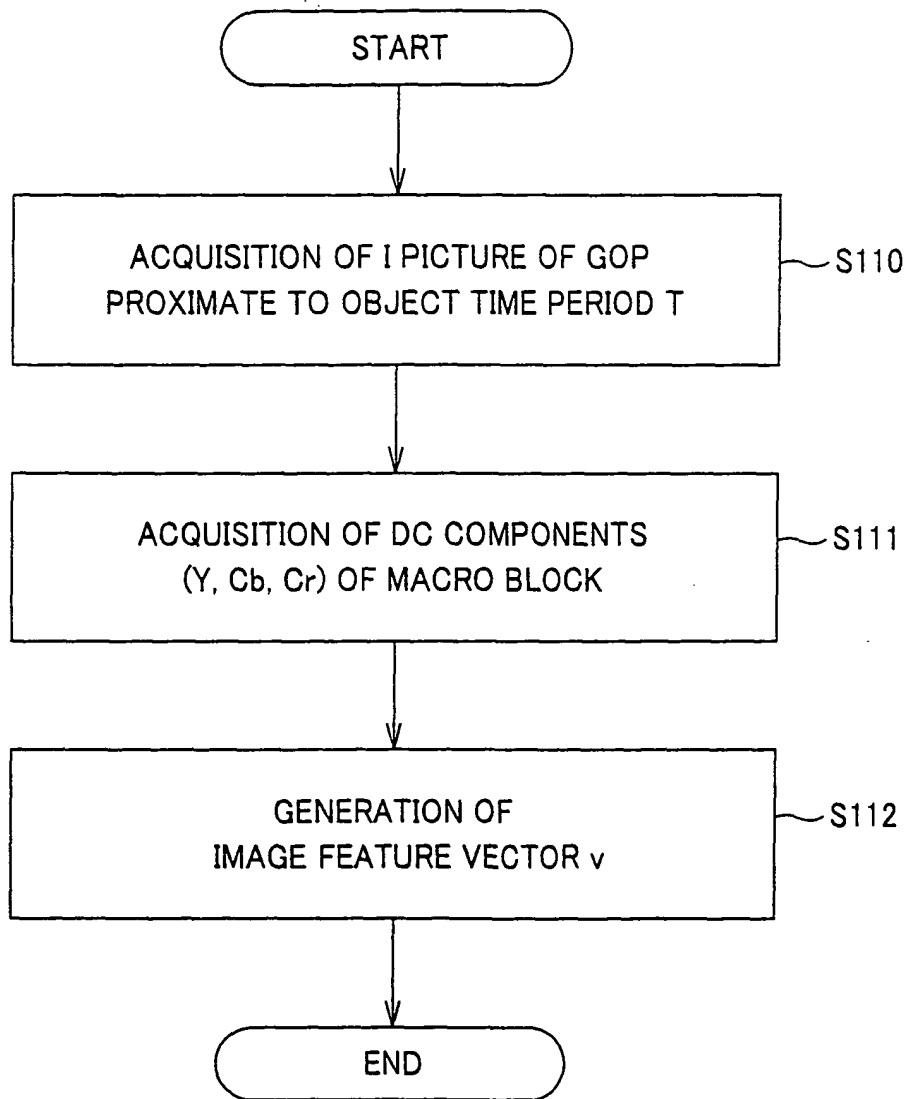 START
ACQUISITION OF I PICTURE OF GOP
PROXIMATE TO OBJECT TIME PERIOD T
S110
ACQUISITION OF DC COMPONENTS
(Y, Cb, Cr) OF MACRO BLOCK
S111
GENERATION OF
IMAGE FEATURE VECTOR v
S112
END